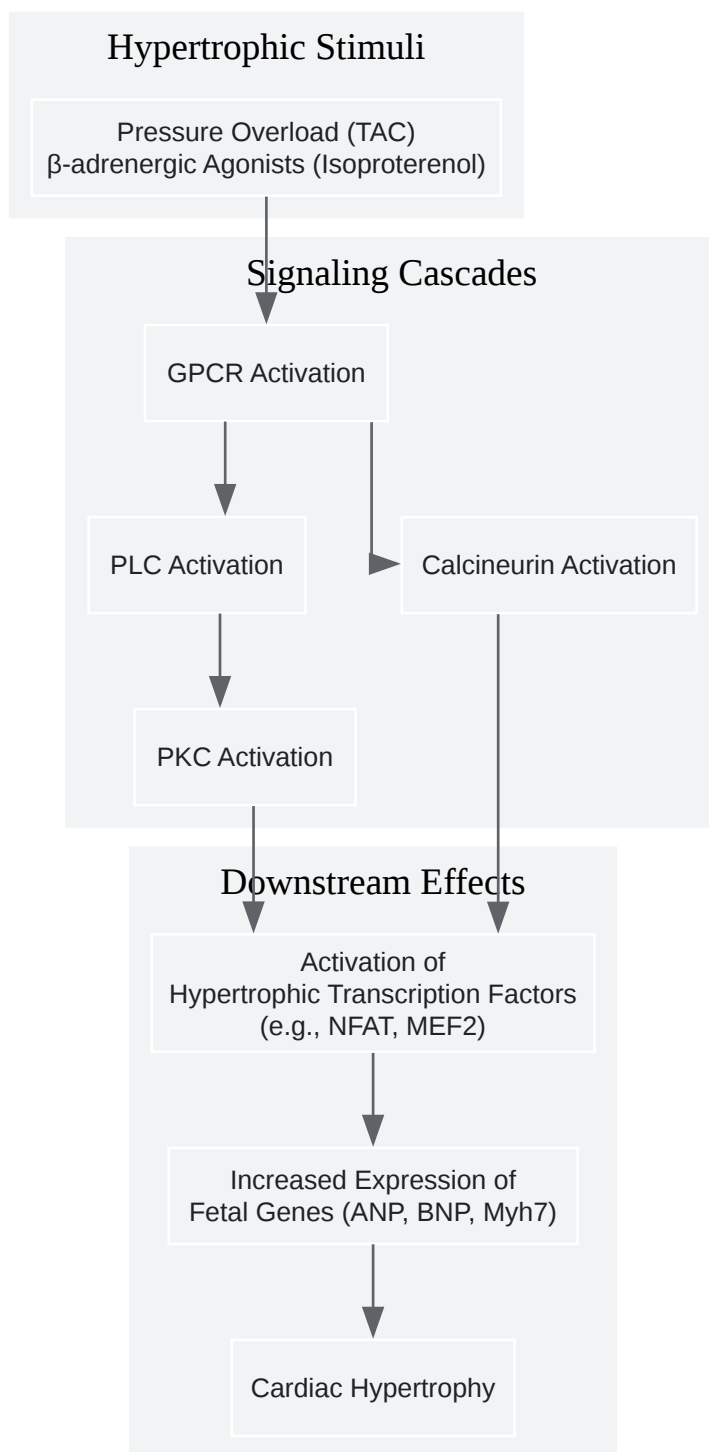 Hypertrophic Stimuli
Pressure Overload (TAC)
β-adrenergic Agonists (Isoproterenol)
Signaling Cascades
GPCR Activation
PLC Activation
Calcineurin Activation
PKC Activation
Downstream Effects
Activation of
Hypertrophic Transcription Factors
(e.g., NFAT, MEF2)
Increased Expression of
Fetal Genes (ANP, BNP, Myh7)
Cardiac Hypertrophy